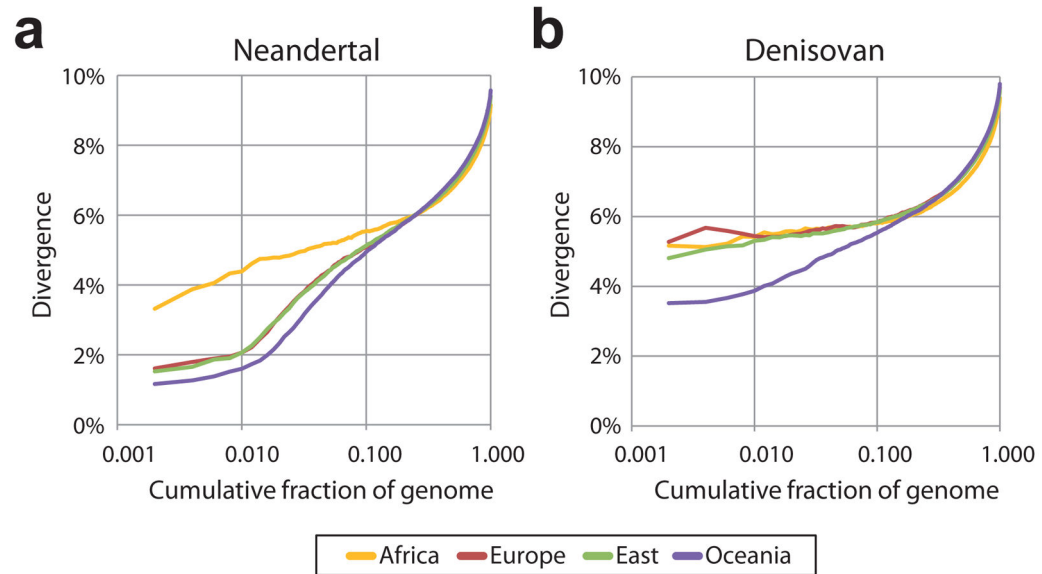 a
Neandertal
10%
8%
6%
4%
2%
0%
Divergence
0.001 0.010 0.100 1.000
Cumulative fraction of genome
b
Denisovan
10%
8%
6%
4%
2%
0%
Divergence
0.001 0.010 0.100 1.000
Cumulative fraction of genome
Africa Europe East Oceania